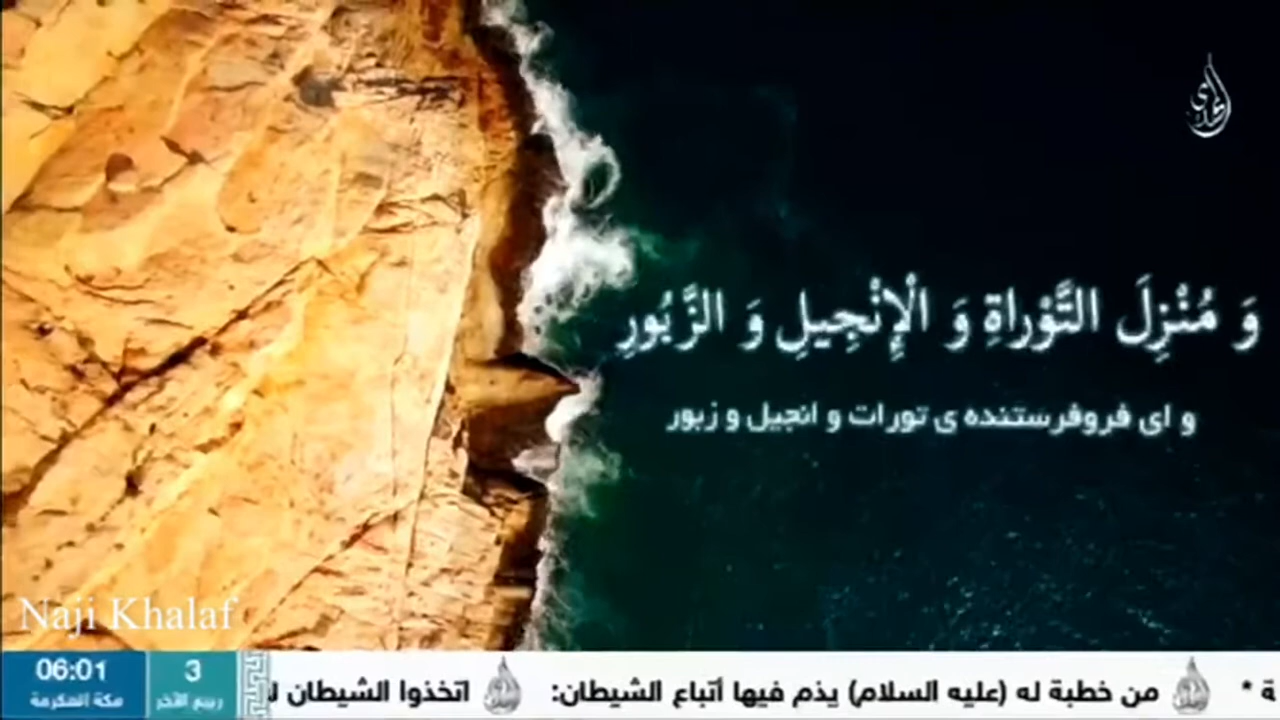 وَ مُنْزِلَ التَّوْراةِ وَ الْإِنْجِيلِ وَ الزَّبُورِ
و ای فروفرستنده ی تورات و انجیل و زبور
Naji Khalaf
06:01
مكة المكرمة
3
ربيع الآخر
ة * من خطبة له (عليه السلام) يذم فيها أتباع الشيطان: اتخذوا الشيطان